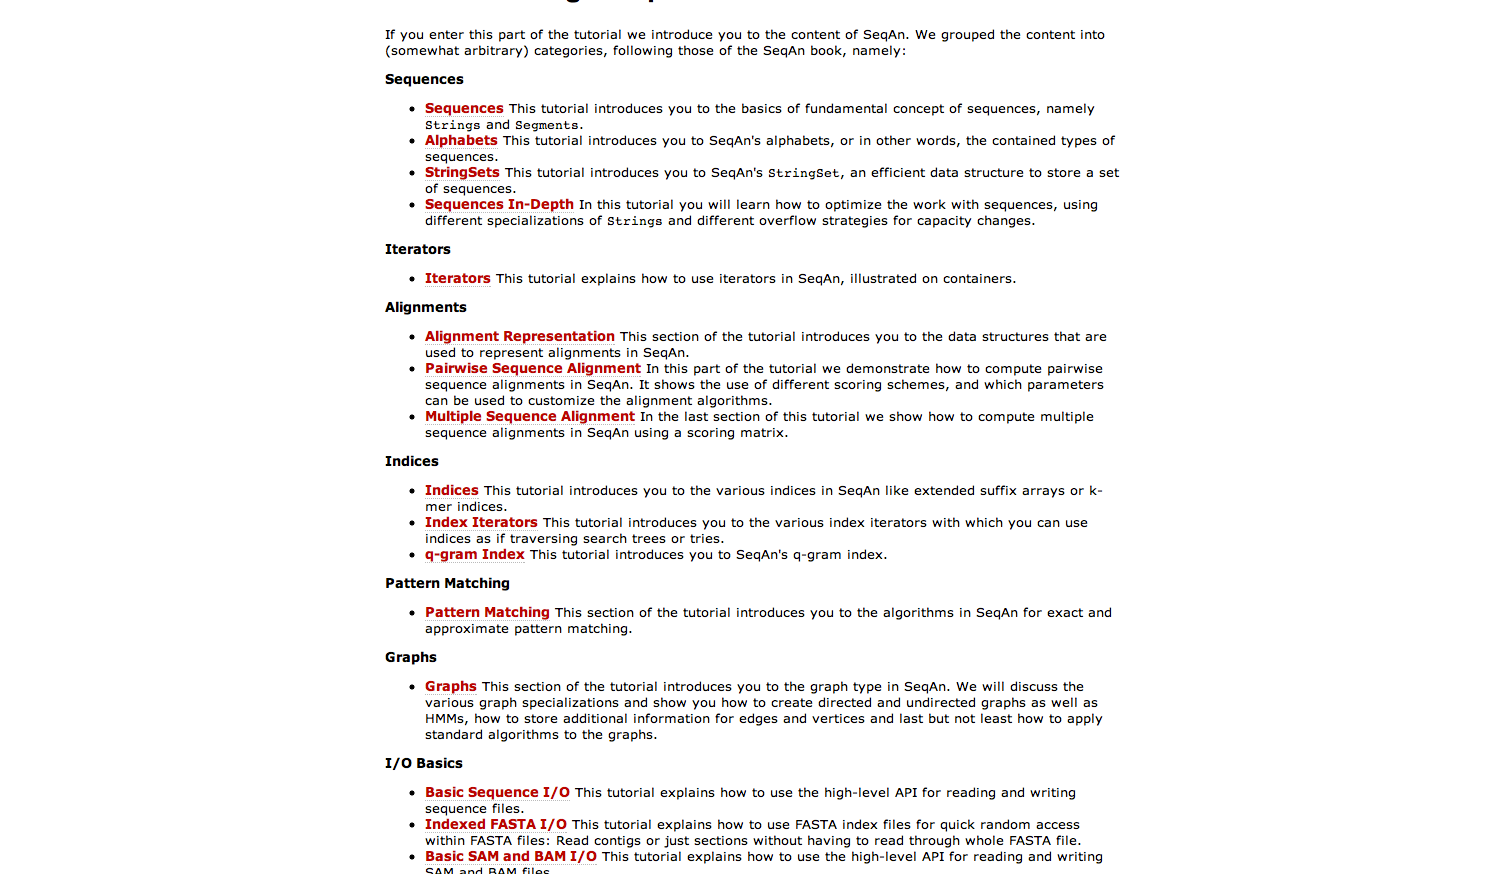 If you enter this part of the tutorial we introduce you to the content of SeqAn. We grouped the content into
(somewhat arbitrary) categories, following those of the SeqAn book, namely:
Sequences
• Sequences This tutorial introduces you to the basics of fundamental concept of sequences, namely
Strings and Segments.
• Alphabets This tutorial introduces you to SeqAn's alphabets, or in other words, the contained types of
sequences.
• StringSets This tutorial introduces you to SeqAn's StringSet, an efficient data structure to store a set
of sequences.
• Sequences In-Depth In this tutorial you will learn how to optimize the work with sequences, using
different specializations of Strings and different overflow strategies for capacity changes.
Iterators
• Iterators This tutorial explains how to use iterators in SeqAn, illustrated on containers.
Alignments
• Alignment Representation This section of the tutorial introduces you to the data structures that are
used to represent alignments in SeqAn.
• Pairwise Sequence Alignment In this part of the tutorial we demonstrate how to compute pairwise
sequence alignments in SeqAn. It shows the use of different scoring schemes, and which parameters
can be used to customize the alignment algorithms.
• Multiple Sequence Alignment In the last section of this tutorial we show how to compute multiple
sequence alignments in SeqAn using a scoring matrix.
Indices
• Indices This tutorial introduces you to the various indices in SeqAn like extended suffix arrays or k-
mer indices.
• Index Iterators This tutorial introduces you to the various index iterators with which you can use
indices as if traversing search trees or tries.
• q-gram Index This tutorial introduces you to SeqAn's q-gram index.
Pattern Matching
• Pattern Matching This section of the tutorial introduces you to the algorithms in SeqAn for exact and
approximate pattern matching.
Graphs
• Graphs This section of the tutorial introduces you to the graph type in SeqAn. We will discuss the
various graph specializations and show you how to create directed and undirected graphs as well as
HMMs, how to store additional information for edges and vertices and last but not least how to apply
standard algorithms to the graphs.
I/O Basics
• Basic Sequence I/O This tutorial explains how to use the high-level API for reading and writing
sequence files.
• Indexed FASTA I/O This tutorial explains how to use FASTA index files for quick random access
within FASTA files: Read contigs or just sections without having to read through whole FASTA file.
• Basic SAM and BAM I/O This tutorial explains how to use the high-level API for reading and writing
SAM and BAM files